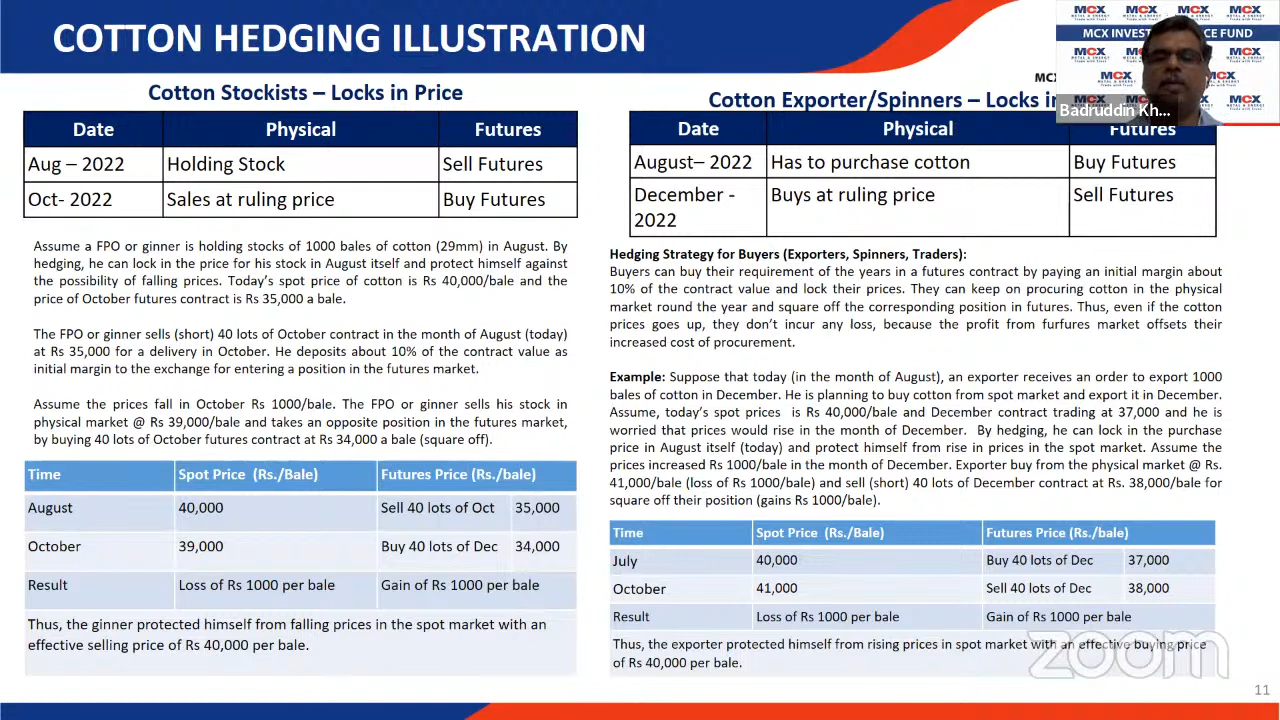 COTTON HEDGING ILLUSTRATION
MCX MCX MCX MCX
METAL & ENERGY
Trade with Trust
MCX INVEST CE FUND
MCX
Badruddin Kh...
Cotton Stockists – Locks in Price
Date Physical Futures
Aug – 2022 Holding Stock Sell Futures
Oct- 2022 Sales at ruling price Buy Futures
Assume a FPO or ginner is holding stocks of 1000 bales of cotton (29mm) in August. By
hedging, he can lock in the price for his stock in August itself and protect himself against
the possibility of falling prices. Today's spot price of cotton is Rs 40,000/bale and the
price of October futures contract is Rs 35,000 a bale.
The FPO or ginner sells (short) 40 lots of October contract in the month of August (today)
at Rs 35,000 for a delivery in October. He deposits about 10% of the contract value as
initial margin to the exchange for entering a position in the futures market.
Assume the prices fall in October Rs 1000/bale. The FPO or ginner sells his stock in
physical market @ Rs 39,000/bale and takes an opposite position in the futures market,
by buying 40 lots of October futures contract at Rs 34,000 a bale (square off).
Time Spot Price (Rs./Bale) Futures Price (Rs./bale)
August 40,000 Sell 40 lots of Oct 35,000
October 39,000 Buy 40 lots of Dec 34,000
Result Loss of Rs 1000 per bale Gain of Rs 1000 per bale
Thus, the ginner protected himself from falling prices in the spot market with an
effective selling price of Rs 40,000 per bale.
Cotton Exporter/Spinners – Locks in
Date Physical Futures
August– 2022 Has to purchase cotton Buy Futures
December - Buys at ruling price Sell Futures
2022
Hedging Strategy for Buyers (Exporters, Spinners, Traders):
Buyers can buy their requirement of the years in a futures contract by paying an initial margin about
10% of the contract value and lock their prices. They can keep on procuring cotton in the physical
market round the year and square off the corresponding position in futures. Thus, even if the cotton
prices goes up, they don't incur any loss, because the profit from furfures market offsets their
increased cost of procurement.
Example: Suppose that today (in the month of August), an exporter receives an order to export 1000
bales of cotton in December. He is planning to buy cotton from spot market and export it in December.
Assume, today's spot prices is Rs 40,000/bale and December contract trading at 37,000 and he is
worried that prices would rise in the month of December. By hedging, he can lock in the purchase
price in August itself (today) and protect himself from rise in prices in the spot market. Assume the
prices increased Rs 1000/bale in the month of December. Exporter buy from the physical market @ Rs.
41,000/bale (loss of Rs 1000/bale) and sell (short) 40 lots of December contract at Rs. 38,000/bale for
square off their position (gains Rs 1000/bale).
Time Spot Price (Rs./Bale) Futures Price (Rs./bale)
July 40,000 Buy 40 lots of Dec 37,000
October 41,000 Sell 40 lots of Dec 38,000
Result Loss of Rs 1000 per bale Gain of Rs 1000 per bale
Thus, the exporter protected himself from rising prices in spot market with an effective buying price
of Rs 40,000 per bale.
zoom
11